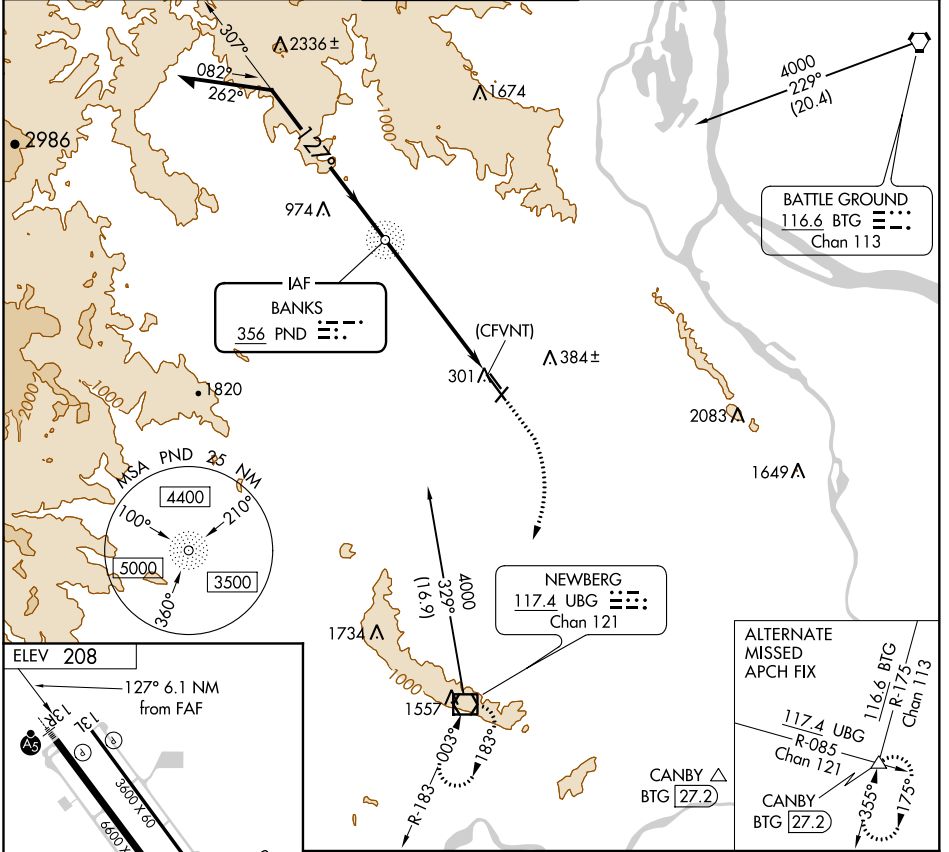 307°
2336±
082°
262°
1674
1000
4000
229°
(20.4)
2986
127°
974
BATTLE GROUND
116.6 BTG
Chan 113
IAF
BANKS
356 PND
(CFVNT)
301
384±
2000
1000
1820
2083
1649
MSA PND 25 NM
4400
100°
210°
5000
3500
360°
4000
329°
(16.9)
NEWBERG
117.4 UBG
Chan 121
1734
1000
1557
003°
183°
R-183
CANBY
BTG 27.2
ELEV 208
127° 6.1 NM
from FAF
13R
13L
A5
P
P
3600 X 60
6600 X
ALTERNATE
MISSED
APCH FIX
116.6 BTG
R-175
Chan 113
117.4 UBG
R-085
Chan 121
CANBY
BTG 27.2
355°
175°